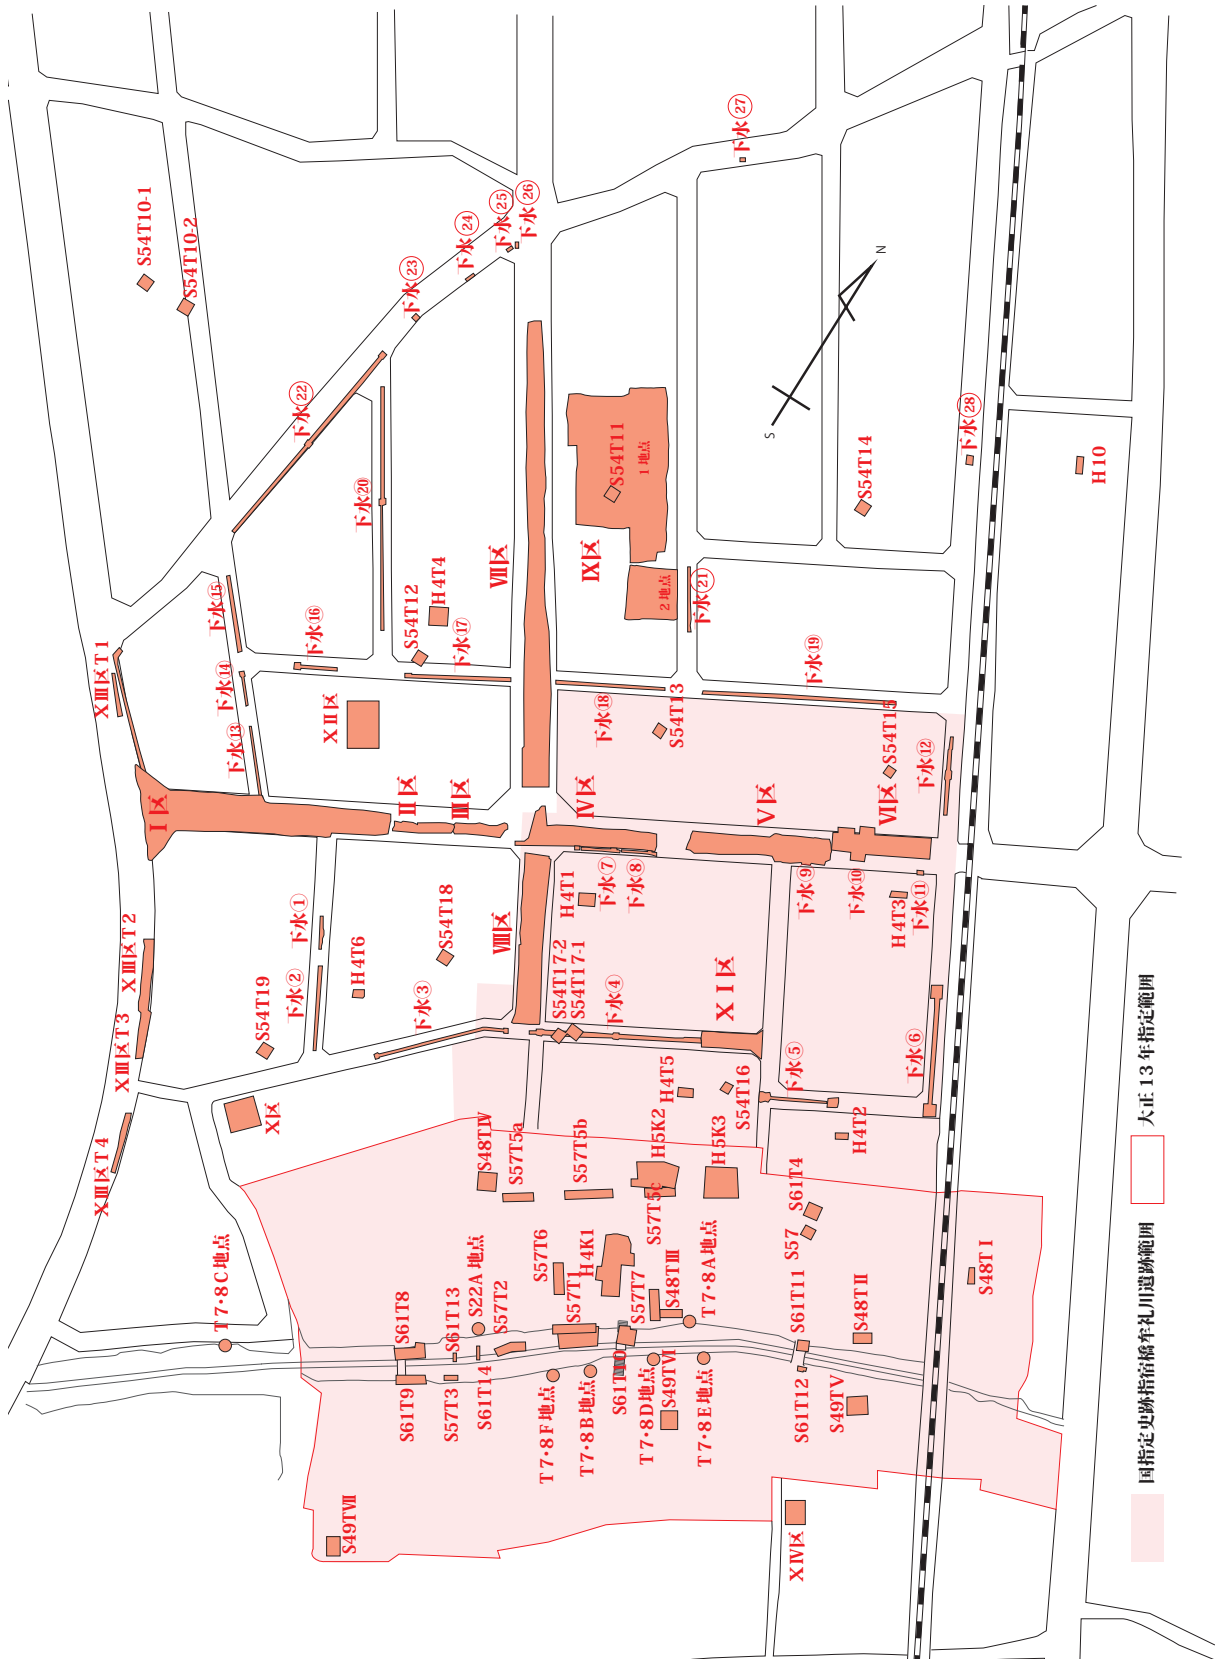 S54T10-1
S54T10-2
下水㉗
下水㉖
下水㉕
下水㉔
下水㉓
下水㉒
下水⑳
N
S
S54T11
1地点
2地点
IX区
S54T14
下水㉘
H10
VII区
H4T4
S54T12
下水⑰
下水⑯
下水⑮
下水⑭
下水⑬
XIII区T1
XII区
下水㉑
下水⑲
下水⑱
S54T13
S54T15
下水⑫
I区
II区
III区
IV区
V区
VI区
下水①
下水②
下水③
H4T6
S54T18
S54T19
VIII区
H4T1
下水⑦
下水⑧
下水⑨
下水⑩
下水⑪
H4T3
XIII区T2
XIII区T3
XIII区T4
S54T17-2
S54T17-1
下水④
XI区
下水⑤
下水⑥
X区
H4T5
S54T16
H4T2
S48TIV
S57T5a
S57T5b
H5K2
H5K3
S57T5c
S61T4
S57
T7・8C地点
S61T8
S61T13
S22A地点
S57T2
S57T6
S57T1
H4K1
S57T7
S48TIII
T7・8A地点
S61T11
S48TII
S48TI
S61T9
S57T3
S61T14
T7・8F地点
T7・8B地点
S61T10
T7・8D地点
S49TVI
T7・8E地点
S61T12
S49TV
S49TVII
XIV区
国指定史跡指宿橋牟礼川遺跡範囲
大正13年指定範囲